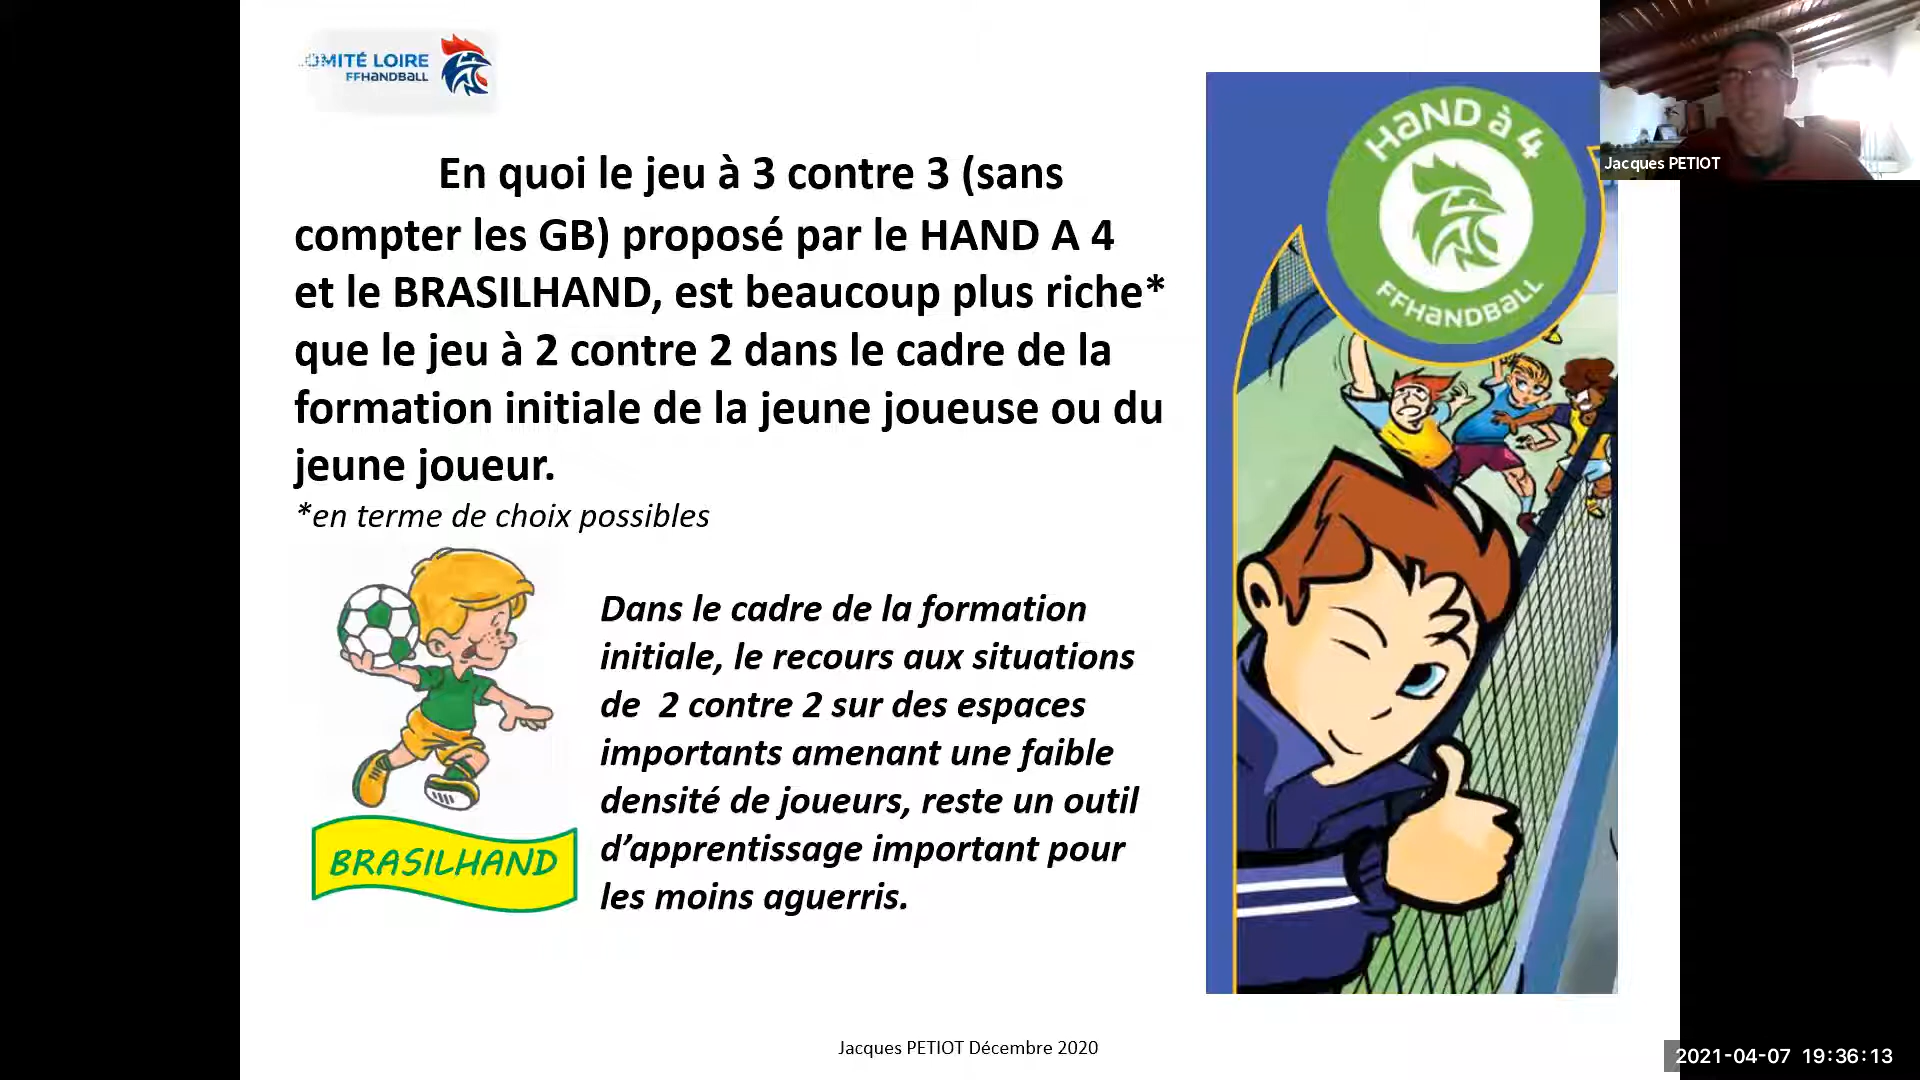 COMITÉ LOIRE
FFHANDBALL
En quoi le jeu à 3 contre 3 (sans
compter les GB) proposé par le HAND A 4
et le BRASILHAND, est beaucoup plus riche*
que le jeu à 2 contre 2 dans le cadre de la
formation initiale de la jeune joueuse ou du
jeune joueur.
*en terme de choix possibles
Dans le cadre de la formation
initiale, le recours aux situations
de 2 contre 2 sur des espaces
importants amenant une faible
densité de joueurs, reste un outil
d’apprentissage important pour
les moins aguerris.
BRASILHAND
HAND à 4
FFHANDBALL
Jacques PETIOT
Jacques PETIOT Décembre 2020
2021-04-07 19:36:13